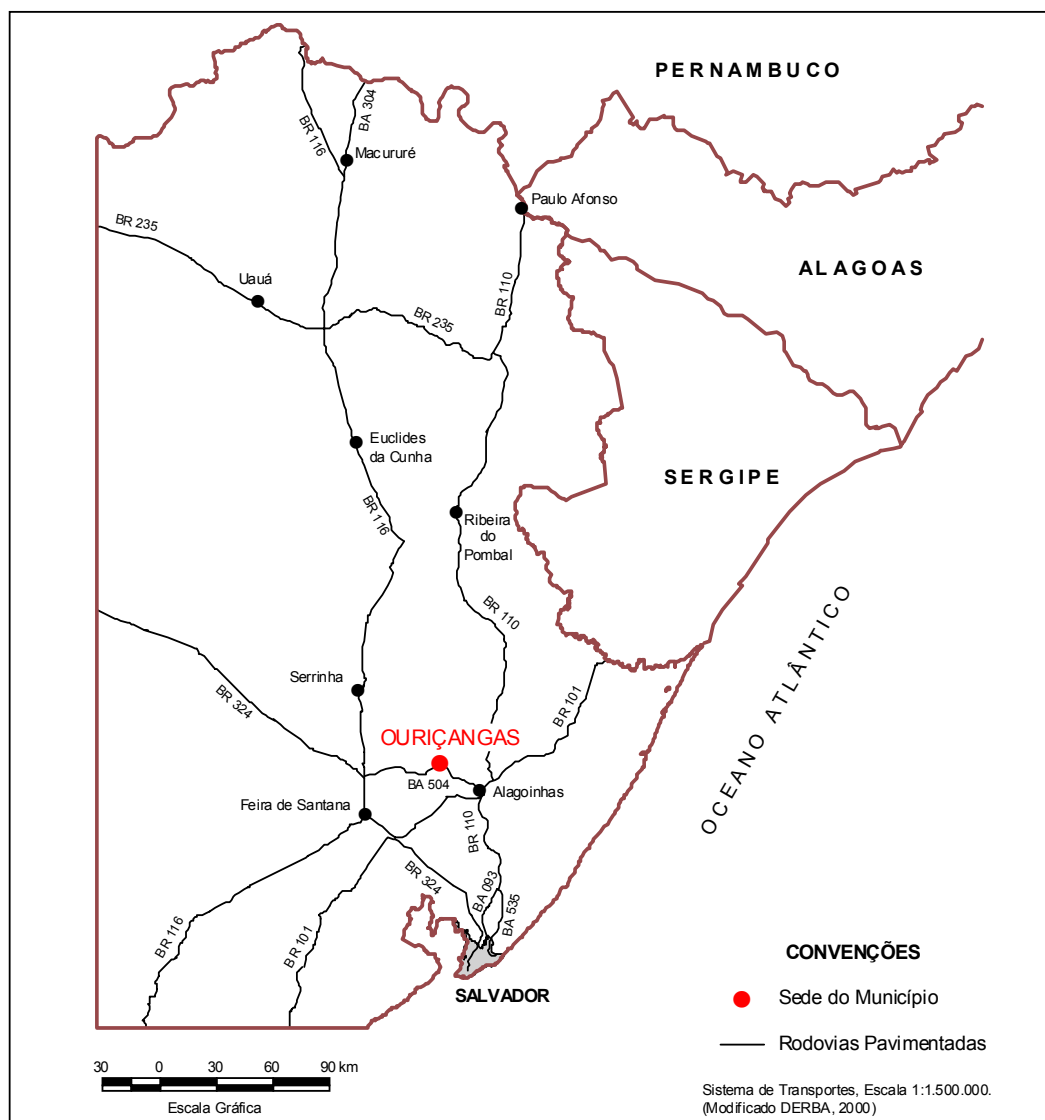 PERNAMBUCO
BR 116
BA 304
Macururé
Paulo Afonso
BR 235
ALAGOAS
Uauá
BR 110
BR 235
Euclides
da Cunha
SERGIPE
BR 116
Ribeira
do
Pombal
BR 110
OCEANO ATLÂNTICO
Serrinha
BR 324
BR 101
OURIÇANGAS
BA 504
Alagoinhas
Feira de Santana
BR 110
BR 324
BA 093
BA 535
BR 116
BR 101
SALVADOR
CONVENÇÕES
Sede do Município
Rodovias Pavimentadas
30 0 30 60 90 km
Escala Gráfica
Sistema de Transportes, Escala 1:1.500.000.
(Modificado DERBA, 2000)